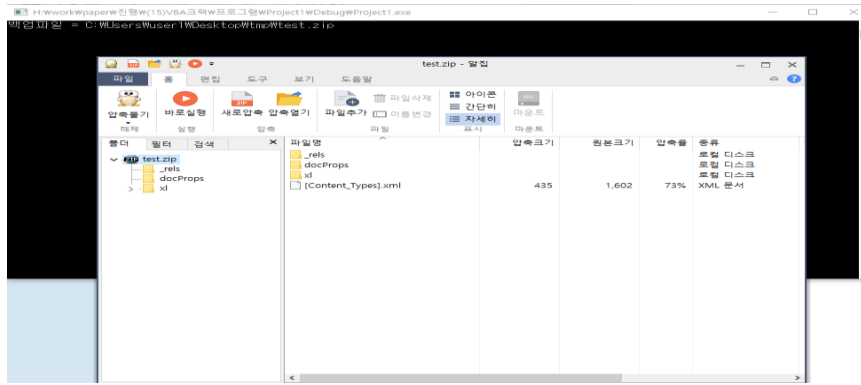 H:₩work₩paper₩진행₩(15)VBA크랙₩프로그램₩Project1₩Debug₩Project1.exe
백업파일 = C:₩Users₩user1₩Desktop₩tmp₩test.zip
test.zip - 알집
파일 홈 편집 도구 보기 도움말
압축풀기 바로실행 새로압축 압축열기 파일추가 파일삭제 이름변경 아이콘 간단히 자세히 마운트
해제 실행 압축 파일 표시 마운트
폴더 필터 검색
파일명 압축크기 원본크기 압축률 종류
test.zip
_rels
docProps
xl
_rels 로컬 디스크
docProps 로컬 디스크
xl 로컬 디스크
[Content_Types].xml 435 1,602 73% XML 문서